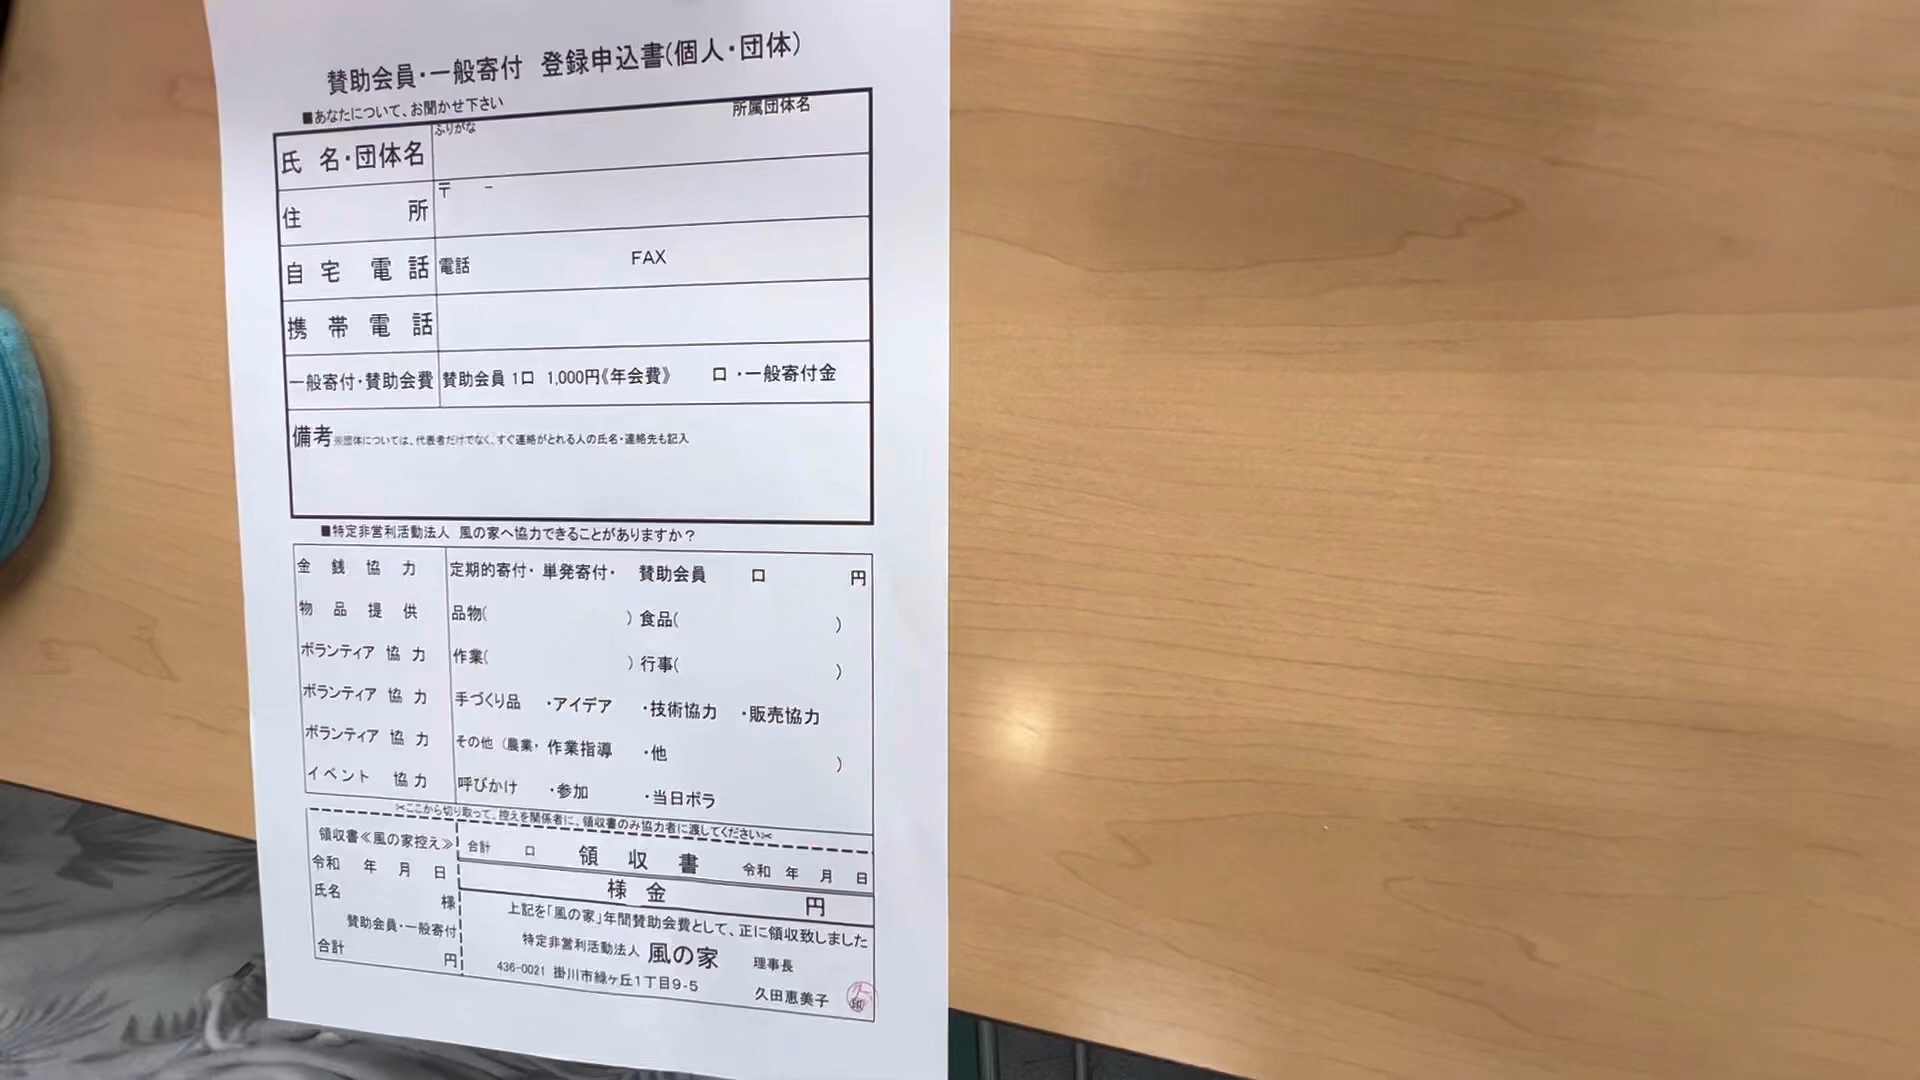 賛助会員・一般寄付 登録申込書(個人・団体)
■あなたについて、お聞かせ下さい
氏 名・団体名 ふりがな 所属団体名
住 所 〒 -
自 宅 電 話 電話 FAX
携 帯 電 話
一般寄付・賛助会費 賛助会員 1口 1,000円《年会費》 口 ・一般寄付金
備考 ※団体については、代表者だけでなく、すぐ連絡がとれる人の氏名・連絡先も記入
■特定非営利活動法人 風の家へ協力できることがありますか？
金 銭 協 力 定期的寄付・ 単発寄付・ 賛助会員 口 円
物 品 提 供 品物( ) 食品( )
ボランティア 協 力 作業( ) 行事( )
ボランティア 協 力 手づくり品 ・アイデア ・技術協力 ・販売協力
ボランティア 協 力 その他 (農業・ 作業指導 ・他 )
イベント 協 力 呼びかけ ・参加 ・当日ボラ
✂ここから切り取って、控えを関係者に、領収書のみ協力者に渡してください✂
領収書≪風の家控え≫
令和 年 月 日
氏名 様
賛助会員・一般寄付
合計 円
合計 口 領 収 書 令和 年 月 日
様 金 円
上記を「風の家」年間賛助会費として、正に領収致しました
特定非営利活動法人 風の家 理事長
436-0021 掛川市緑ヶ丘1丁目9-5 久田恵美子 印